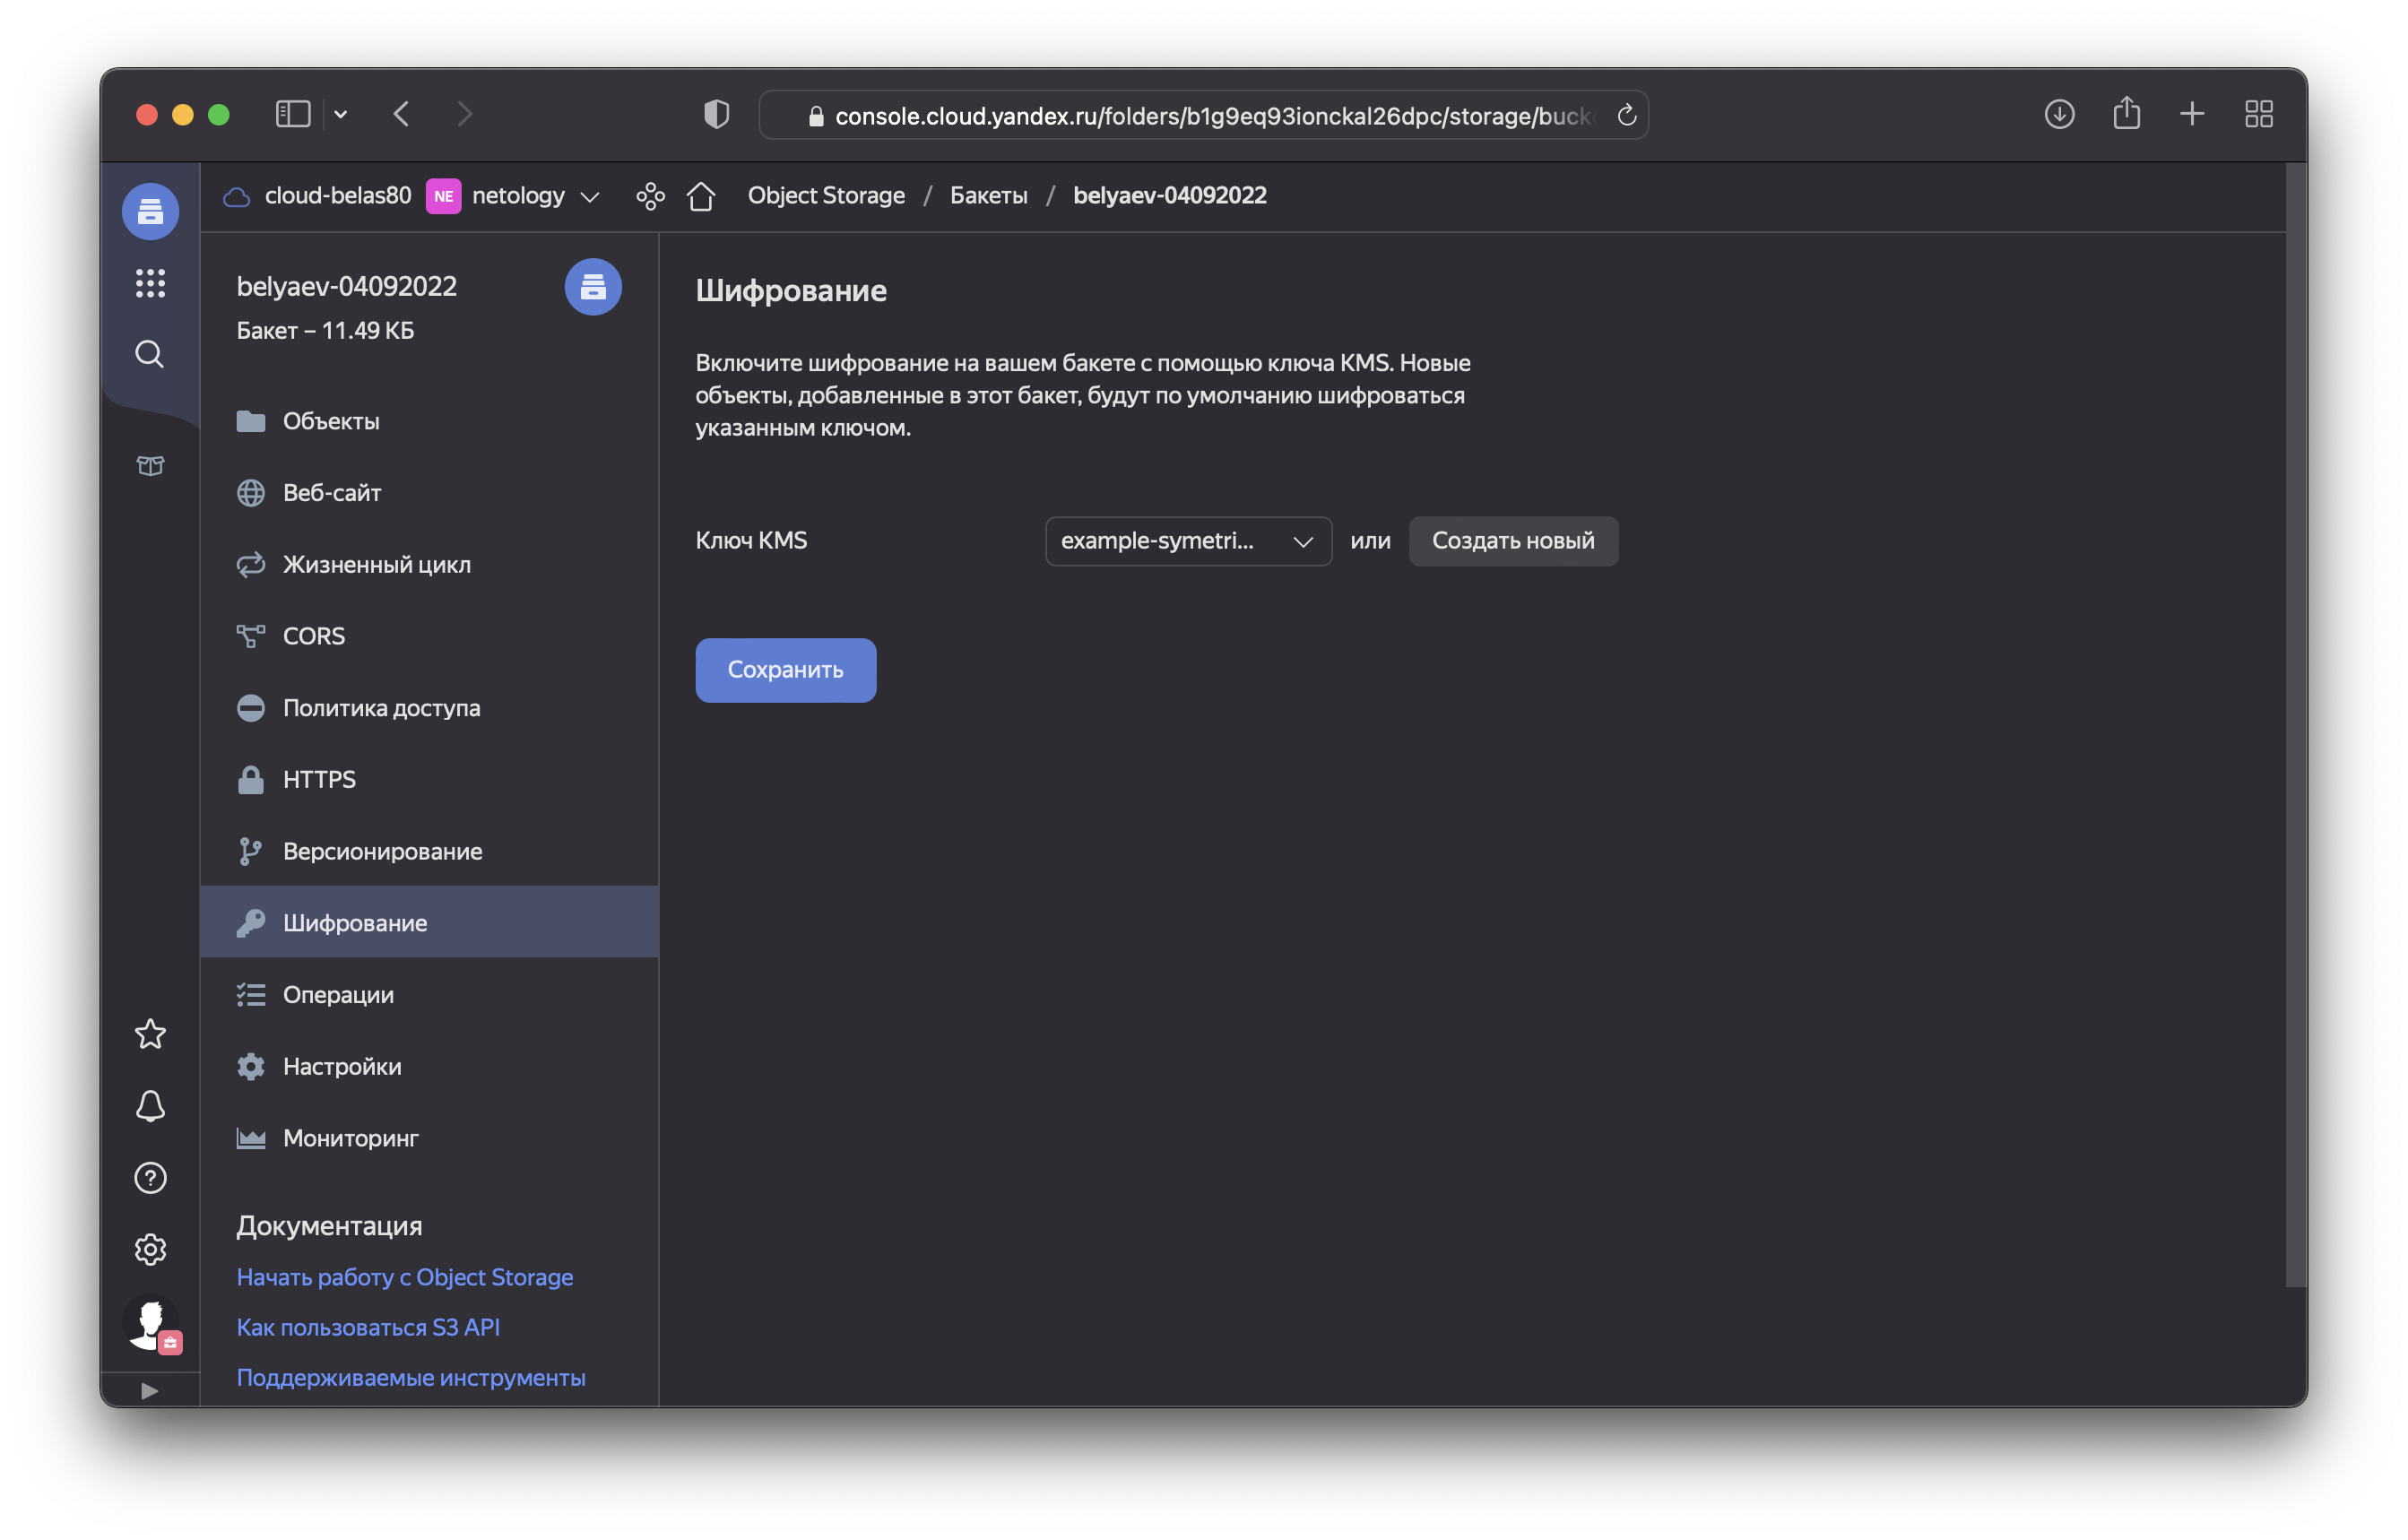 console.cloud.yandex.ru/folders/b1g9eq93ionckal26dpc/storage/buck
cloud-belas80 NE netology Object Storage / Бакеты / belyaev-04092022
belyaev-04092022
Бакет – 11.49 КБ
Объекты
Веб-сайт
Жизненный цикл
CORS
Политика доступа
HTTPS
Версионирование
Шифрование
Операции
Настройки
Мониторинг
Документация
Начать работу с Object Storage
Как пользоваться S3 API
Поддерживаемые инструменты
Шифрование
Включите шифрование на вашем бакете с помощью ключа KMS. Новые
объекты, добавленные в этот бакет, будут по умолчанию шифроваться
указанным ключом.
Ключ KMS example-symetri... или Создать новый
Сохранить